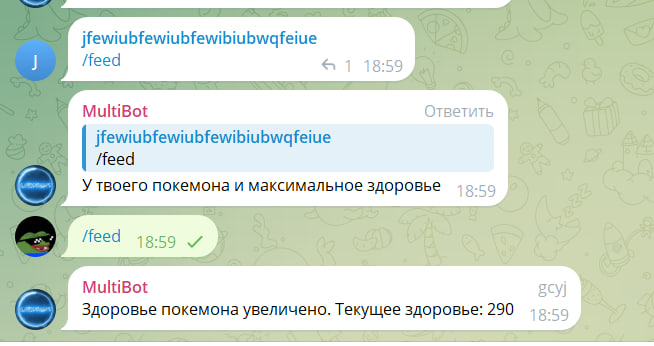 jfewiubfewiubfewibiubwqfeiue
/feed
1 18:59
MultiBot Ответить
jfewiubfewiubfewibiubwqfeiue
/feed
У твоего покемона и максимальное здоровье 18:59
/feed 18:59
MultiBot gcyj
Здоровье покемона увеличено. Текущее здоровье: 290 18:59
J